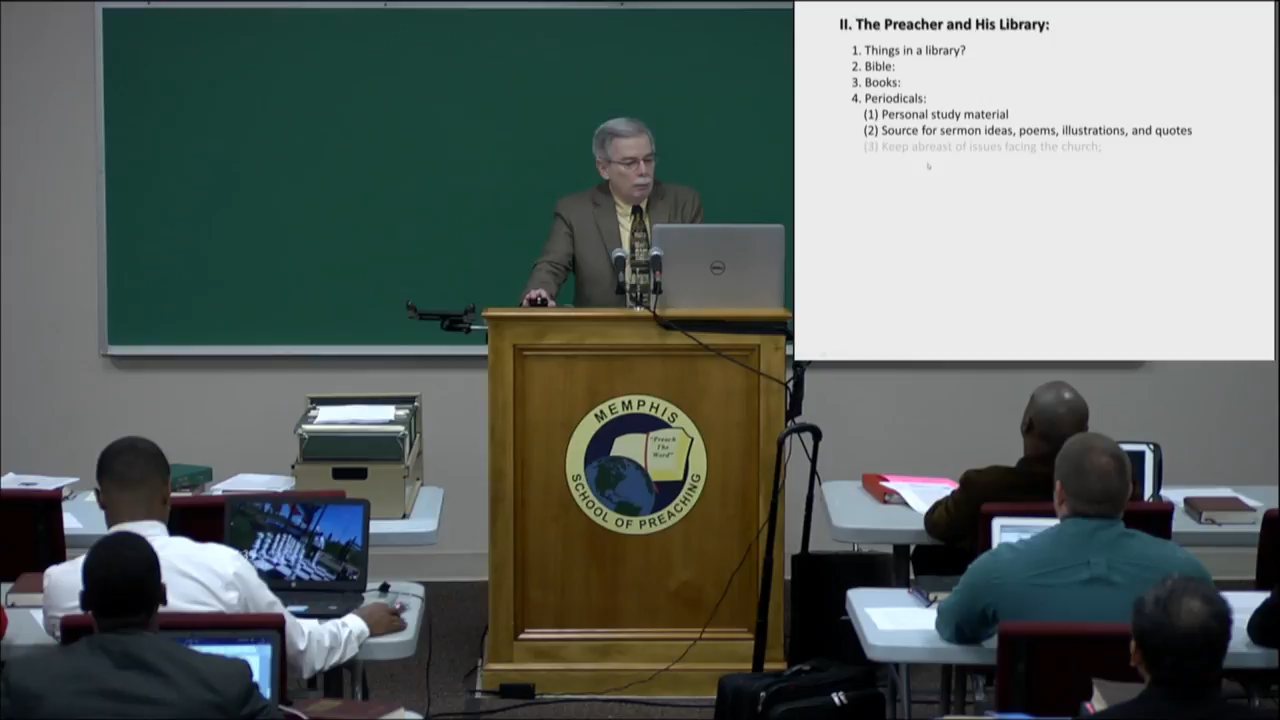 II. The Preacher and His Library:
1. Things in a library?
2. Bible:
3. Books:
4. Periodicals:
(1) Personal study material
(2) Source for sermon ideas, poems, illustrations, and quotes
(3) Keep abreast of issues facing the church;
DELL
MEMPHIS
"Preach
The
Word"
SCHOOL OF PREACHING